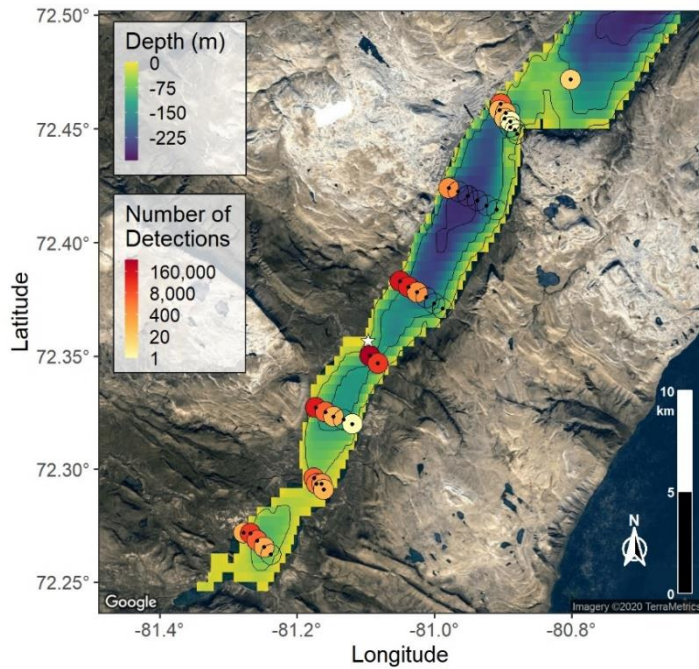 72.50°
72.45°
72.40°
72.35°
72.30°
72.25°
Latitude
Depth (m)
0
-75
-150
-225
Number of
Detections
160,000
8,000
400
20
1
10
km
5
0
N
Google
Imagery ©2020 TerraMetrics
-81.4°
-81.2°
-81.0°
-80.8°
Longitude